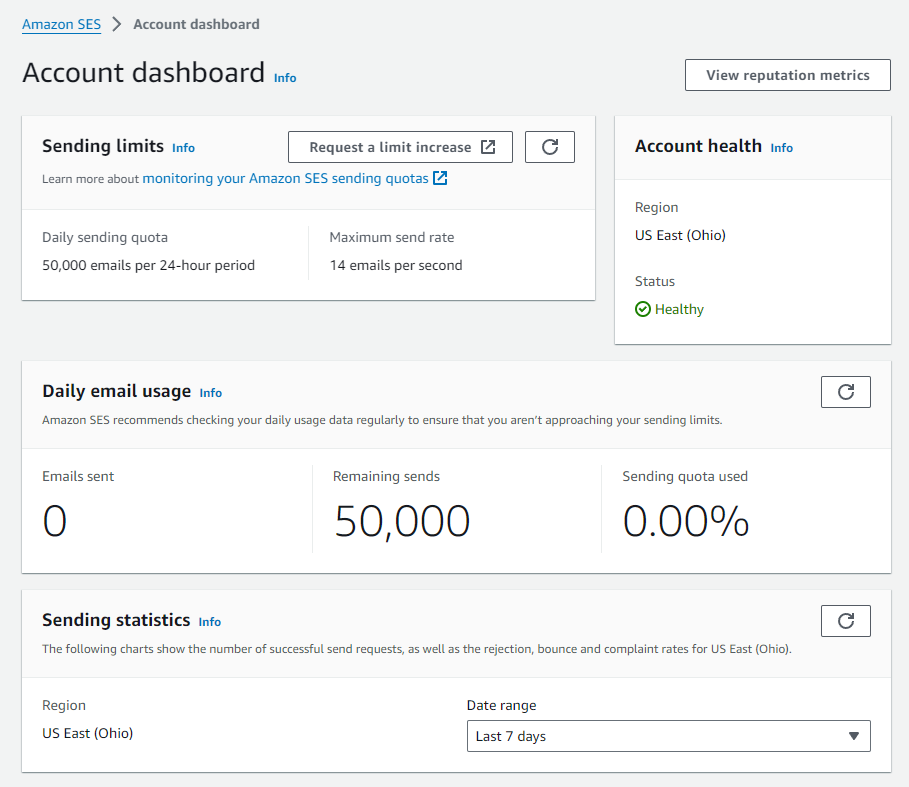 Amazon SES > Account dashboard
Account dashboard Info
View reputation metrics
Sending limits Info
Request a limit increase
Learn more about monitoring your Amazon SES sending quotas
Daily sending quota
50,000 emails per 24-hour period
Maximum send rate
14 emails per second
Account health Info
Region
US East (Ohio)
Status
Healthy
Daily email usage Info
Amazon SES recommends checking your daily usage data regularly to ensure that you aren’t approaching your sending limits.
Emails sent
0
Remaining sends
50,000
Sending quota used
0.00%
Sending statistics Info
The following charts show the number of successful send requests, as well as the rejection, bounce and complaint rates for US East (Ohio).
Region
US East (Ohio)
Date range
Last 7 days